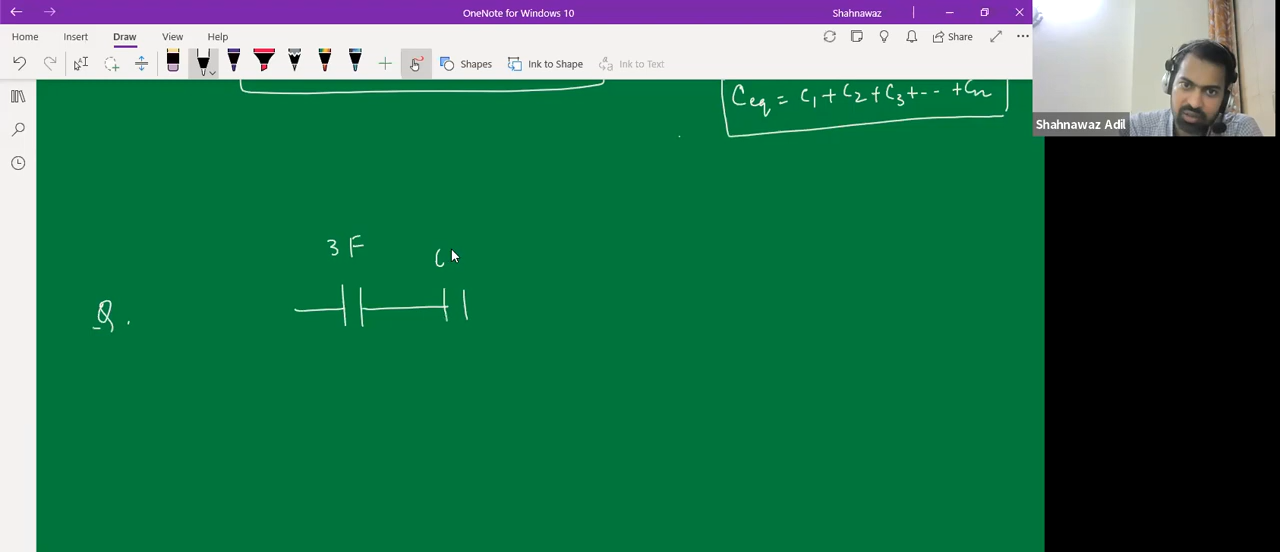 OneNote for Windows 10
Shahnawaz
Home Insert Draw View Help
Share
Shapes Ink to Shape Ink to Text
Ceq = C1 + C2 + C3 + -- + Cn
Shahnawaz Adil
3 F
Q.